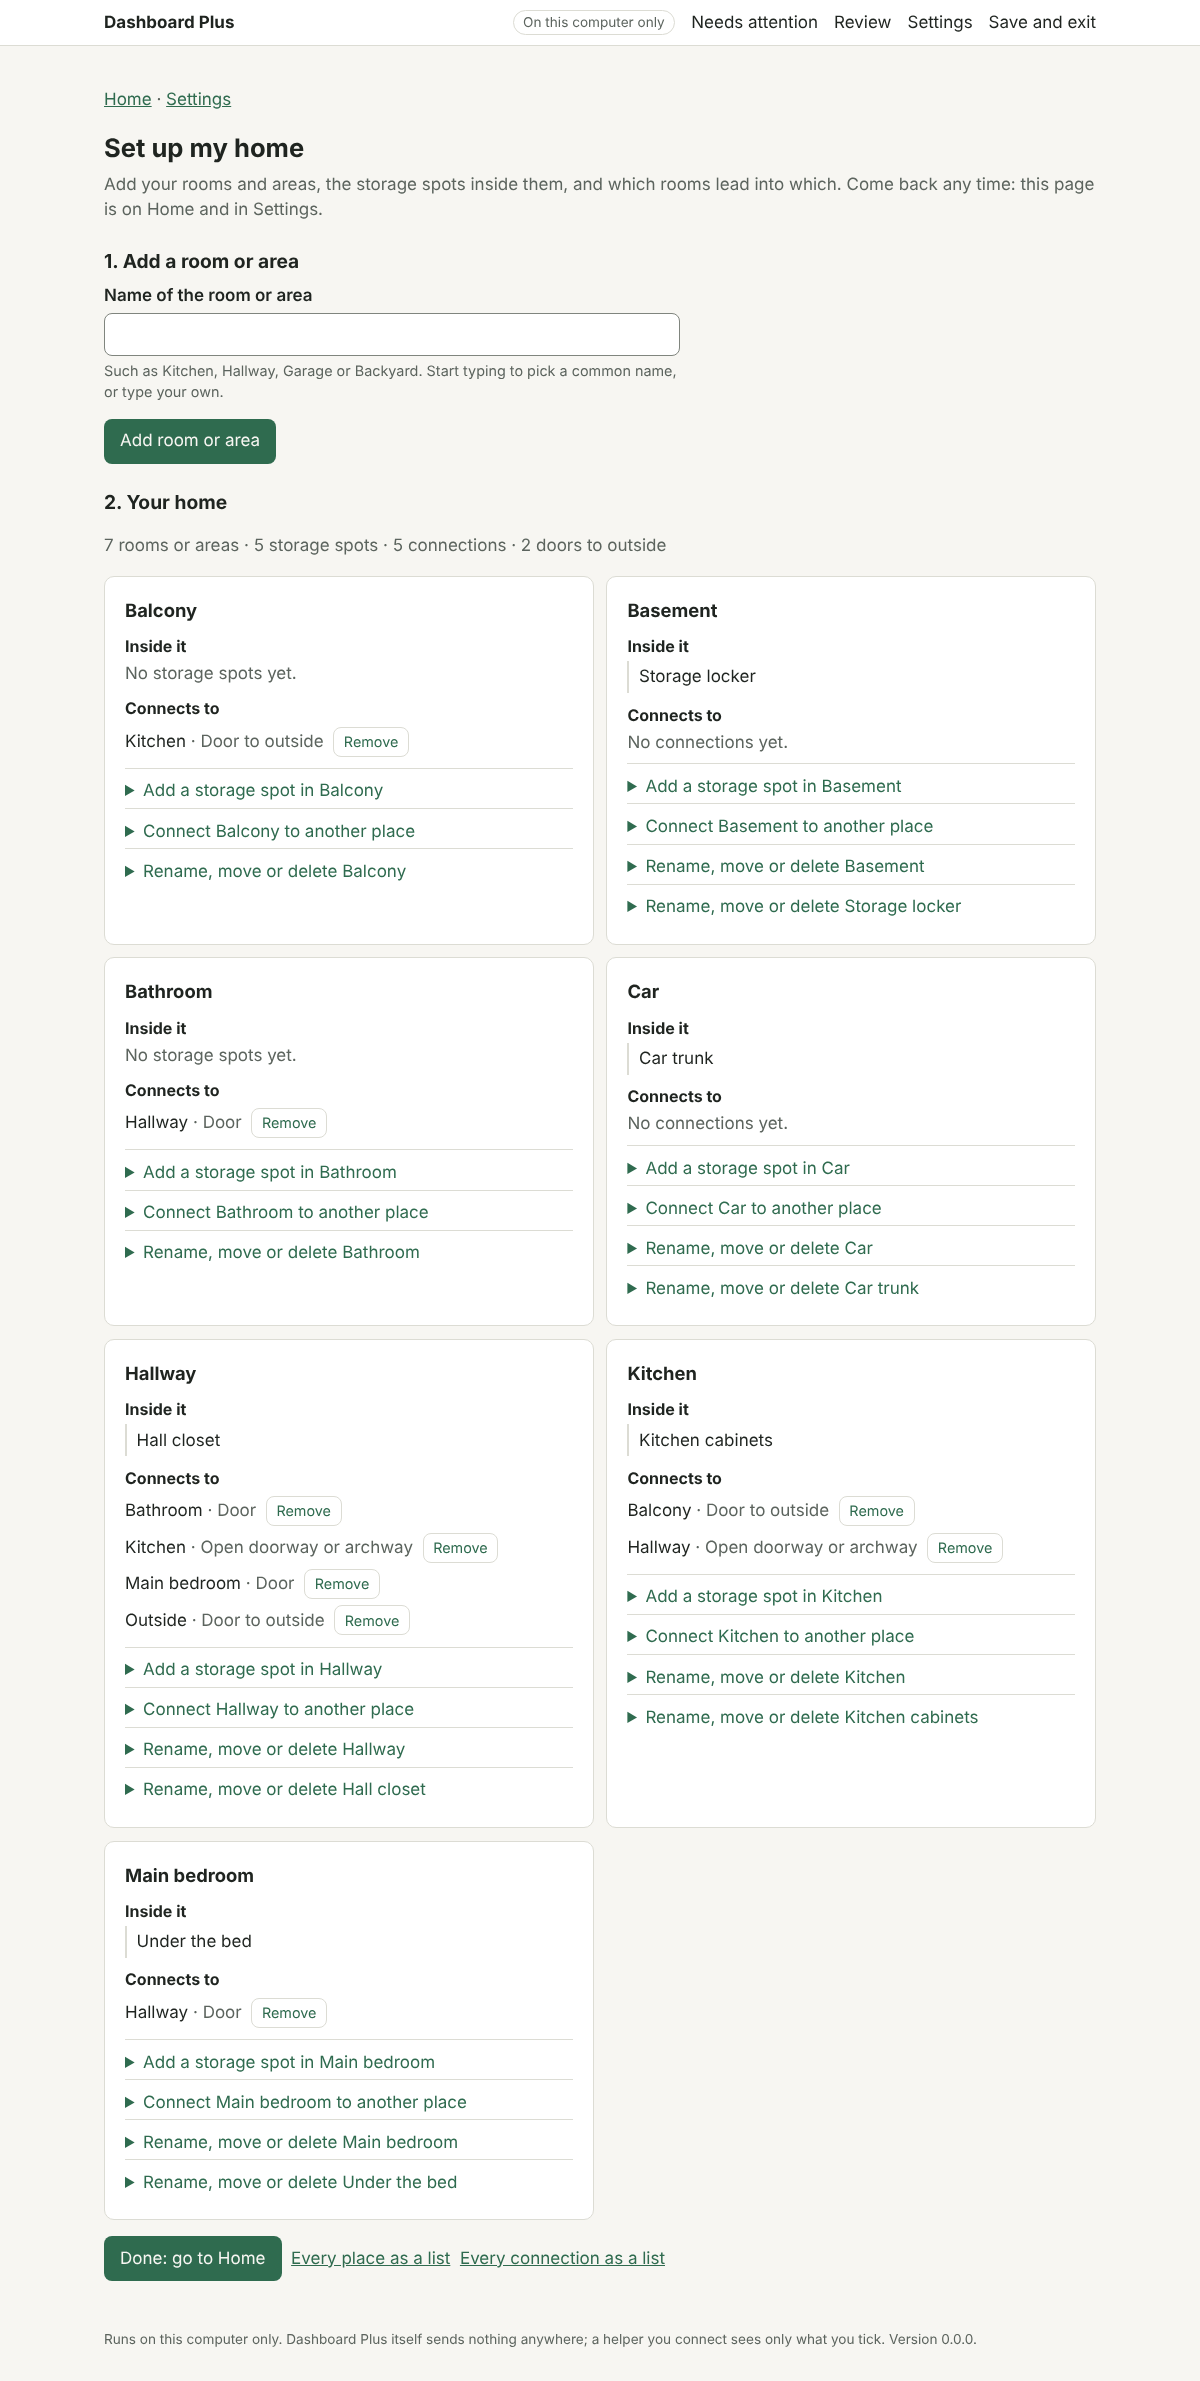 Dashboard Plus
On this computer only Needs attention Review Settings Save and exit
Home · Settings
Set up my home
Add your rooms and areas, the storage spots inside them, and which rooms lead into which. Come back any time: this page
is on Home and in Settings.
1. Add a room or area
Name of the room or area
Such as Kitchen, Hallway, Garage or Backyard. Start typing to pick a common name,
or type your own.
Add room or area
2. Your home
7 rooms or areas · 5 storage spots · 5 connections · 2 doors to outside
Balcony
Inside it
No storage spots yet.
Connects to
Kitchen · Door to outside Remove
Add a storage spot in Balcony
Connect Balcony to another place
Rename, move or delete Balcony
Basement
Inside it
Storage locker
Connects to
No connections yet.
Add a storage spot in Basement
Connect Basement to another place
Rename, move or delete Basement
Rename, move or delete Storage locker
Bathroom
Inside it
No storage spots yet.
Connects to
Hallway · Door Remove
Add a storage spot in Bathroom
Connect Bathroom to another place
Rename, move or delete Bathroom
Car
Inside it
Car trunk
Connects to
No connections yet.
Add a storage spot in Car
Connect Car to another place
Rename, move or delete Car
Rename, move or delete Car trunk
Hallway
Inside it
Hall closet
Connects to
Bathroom · Door Remove
Kitchen · Open doorway or archway Remove
Main bedroom · Door Remove
Outside · Door to outside Remove
Add a storage spot in Hallway
Connect Hallway to another place
Rename, move or delete Hallway
Rename, move or delete Hall closet
Kitchen
Inside it
Kitchen cabinets
Connects to
Balcony · Door to outside Remove
Hallway · Open doorway or archway Remove
Add a storage spot in Kitchen
Connect Kitchen to another place
Rename, move or delete Kitchen
Rename, move or delete Kitchen cabinets
Main bedroom
Inside it
Under the bed
Connects to
Hallway · Door Remove
Add a storage spot in Main bedroom
Connect Main bedroom to another place
Rename, move or delete Main bedroom
Rename, move or delete Under the bed
Done: go to Home Every place as a list Every connection as a list
Runs on this computer only. Dashboard Plus itself sends nothing anywhere; a helper you connect sees only what you tick. Version 0.0.0.